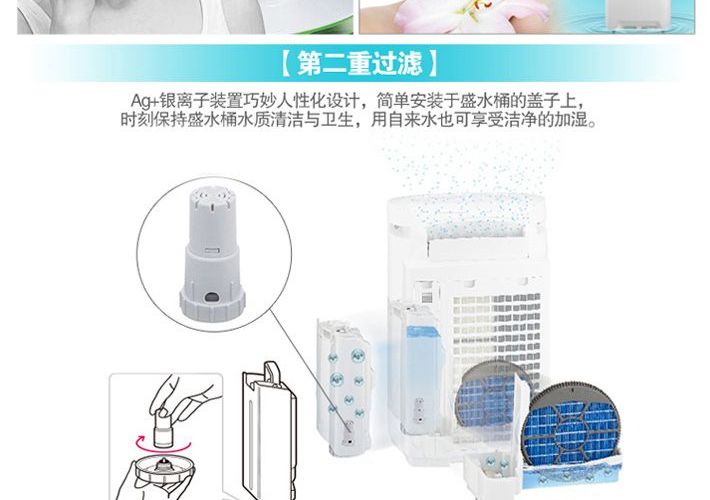 【第二重过滤】
Ag+银离子装置巧妙人性化设计，简单安装于盛水桶的盖子上，
时刻保持盛水桶水质清洁与卫生，用自来水也可享受洁净的加湿。